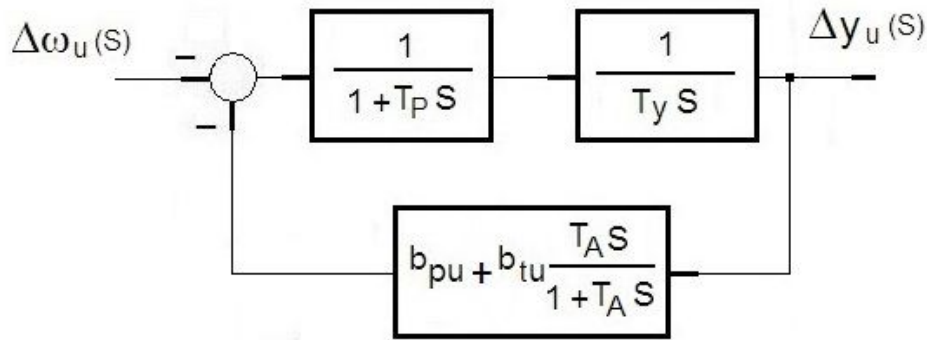 Δω_u (S)
−
1
1 + T_P S
1
T_y S
Δy_u (S)
−
b_pu + b_tu T_A S
1 + T_A S